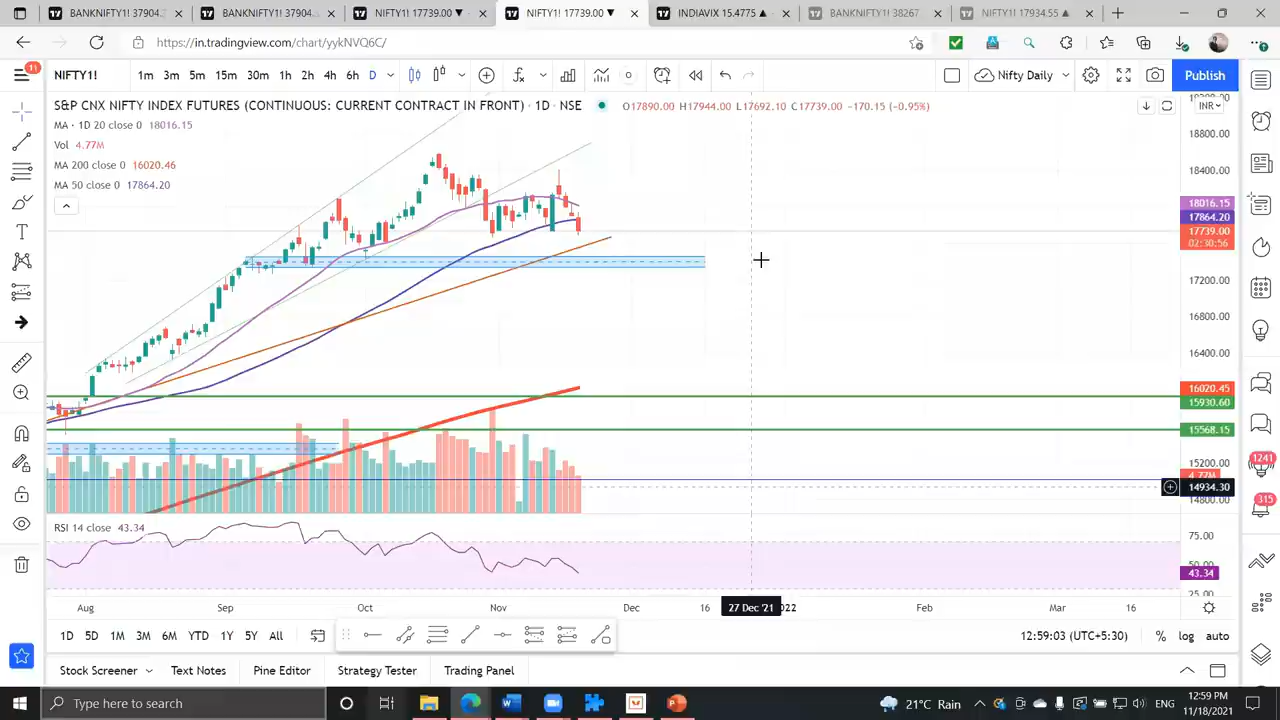 BANKNIFTY1! 37904. BANKNIFTY1! 37904. NIFTY1! 17739.00 ▼ NIFTY1! 17739.00 ▼ INDIAVIX 15.4775 ▲ BANKNIFTY1! 38267 NIFTY1! 17934.55 ▲
https://in.tradingview.com/chart/yykNVQ6C/
11
NIFTY1! 1m 3m 5m 15m 30m 1h 2h 4h 6h D Nifty Daily Publish
S&P CNX NIFTY INDEX FUTURES (CONTINUOUS: CURRENT CONTRACT IN FRONT) · 1D · NSE O17890.00 H17944.00 L17692.10 C17739.00 −170.15 (−0.95%) INR
MA · 1D 20 close 0 18016.15
Vol 4.77M
MA 200 close 0 16020.46
MA 50 close 0 17864.20
18800.00
18400.00
18016.15
17864.20
17739.00
02:30:56
17200.00
16800.00
16400.00
16020.45
15930.60
15568.15
15200.00
4.77M
14934.30
14800.00
1241
315
RSI 14 close 43.34
75.00
50.00
43.34
25.00
Aug Sep Oct Nov Dec 16 27 Dec '21 2022 Feb Mar 16
1D 5D 1M 3M 6M YTD 1Y 5Y All 12:59:03 (UTC+5:30) % log auto
Stock Screener Text Notes Pine Editor Strategy Tester Trading Panel
Type here to search 21°C Rain ENG 12:59 PM
11/18/2021